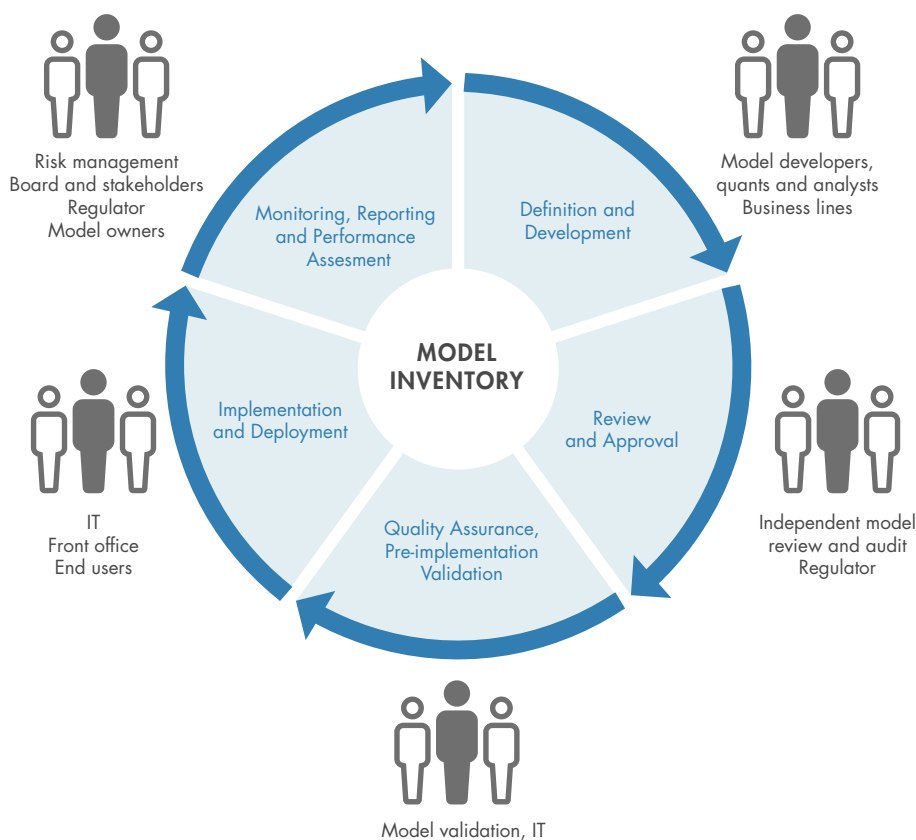 Risk management
Board and stakeholders
Regulator
Model owners
Model developers,
quants and analysts
Business lines
Monitoring, Reporting
and Performance
Assesment
Definition and
Development
MODEL
INVENTORY
Implementation
and Deployment
Review
and Approval
Quality Assurance,
Pre-implementation
Validation
IT
Front office
End users
Independent model
review and audit
Regulator
Model validation, IT